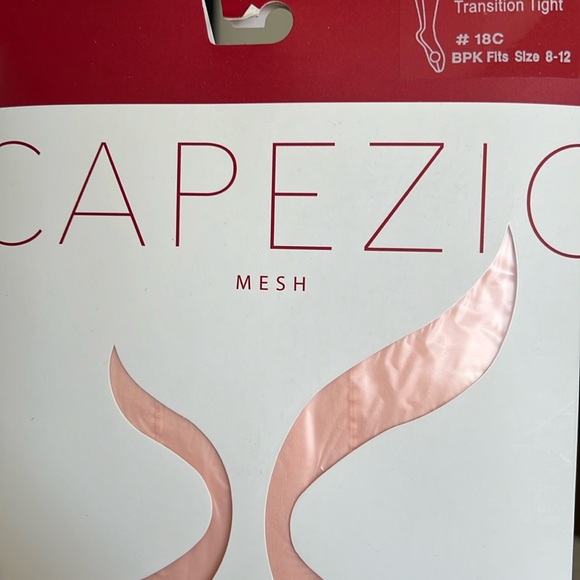 Transition Tight
# 18C
BPK Fits Size 8-12
CAPEZIO
MESH